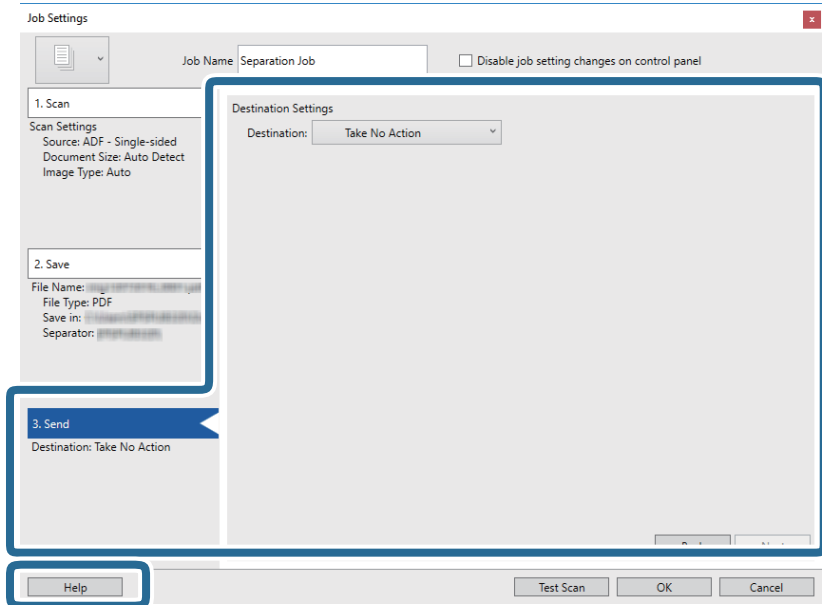 Job Settings
x
Job Name Separation Job
Disable job setting changes on control panel
1. Scan
Scan Settings
Source: ADF - Single-sided
Document Size: Auto Detect
Image Type: Auto
2. Save
File Name:
File Type: PDF
Save in:
Separator:
3. Send
Destination: Take No Action
Destination Settings
Destination: Take No Action
Help
Test Scan
OK
Cancel